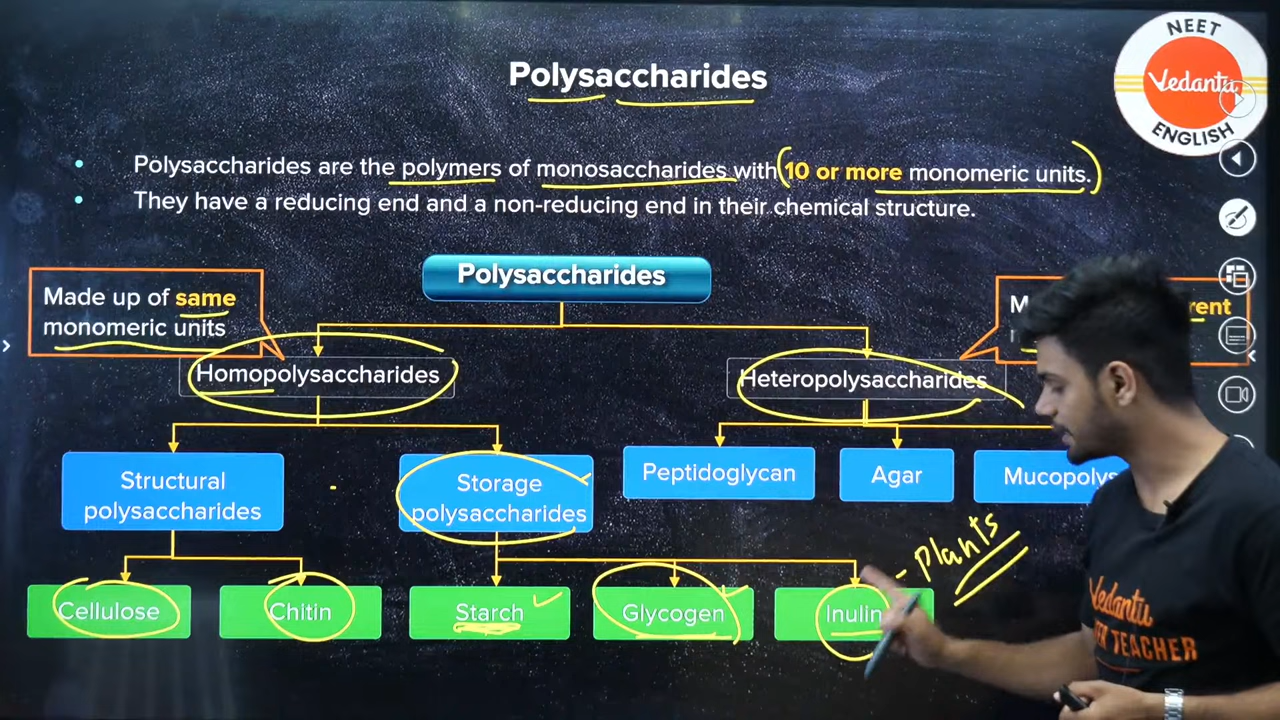 NEET
Vedantu
ENGLISH
Polysaccharides
• Polysaccharides are the polymers of monosaccharides with (10 or more monomeric units.)
• They have a reducing end and a non-reducing end in their chemical structure.
Polysaccharides
Made up of same
monomeric units
rent
Homopolysaccharides
Heteropolysaccharides
Structural
polysaccharides
Storage
polysaccharides
Peptidoglycan
Agar
Mucopolys
- Plants
Cellulose
Chitin
Starch
Glycogen
Inulin
Vedantu
ER TEACHER